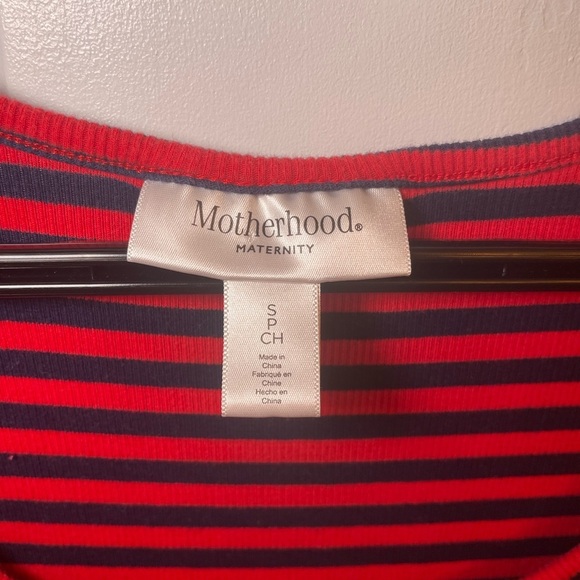 Motherhood®
MATERNITY
S
P
CH
Made in
China
Fabriqué en
Chine
Hecho en
China